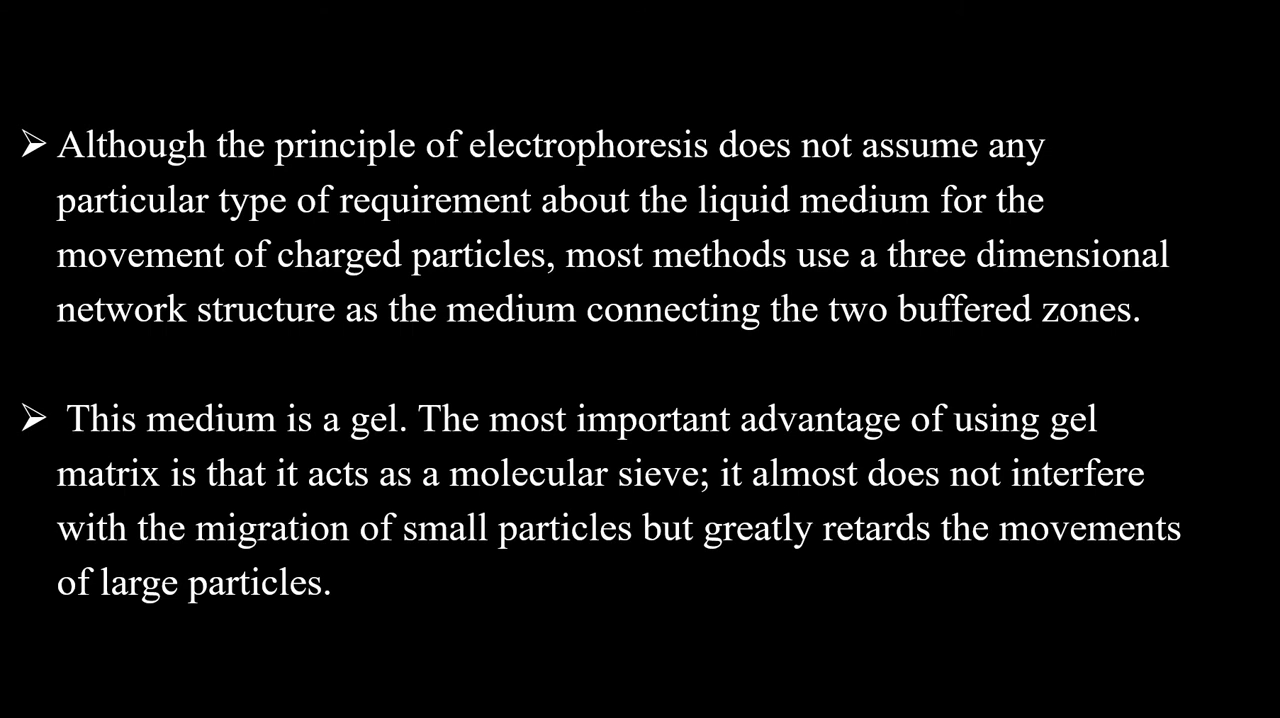 ➢ Although the principle of electrophoresis does not assume any
particular type of requirement about the liquid medium for the
movement of charged particles, most methods use a three dimensional
network structure as the medium connecting the two buffered zones.
➢ This medium is a gel. The most important advantage of using gel
matrix is that it acts as a molecular sieve; it almost does not interfere
with the migration of small particles but greatly retards the movements
of large particles.